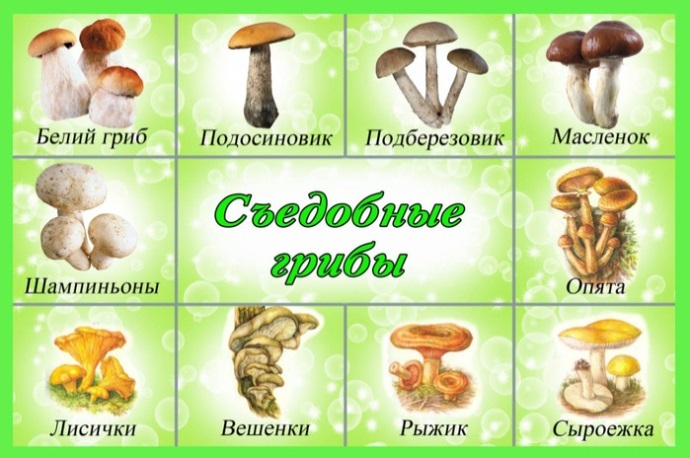 Белий гриб
Подосиновик
Подберезовик
Масленок
Шампиньоны
Съедобные
грибы
Опята
Лисички
Вешенки
Рыжик
Сыроежка